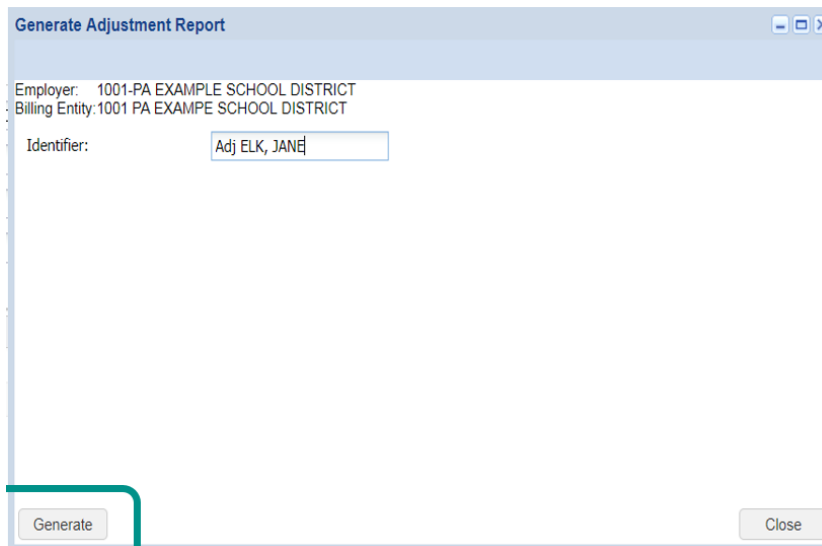 Generate Adjustment Report
Employer: 1001-PA EXAMPLE SCHOOL DISTRICT
Billing Entity:1001 PA EXAMPE SCHOOL DISTRICT
Identifier: Adj ELK, JANE
Generate Close